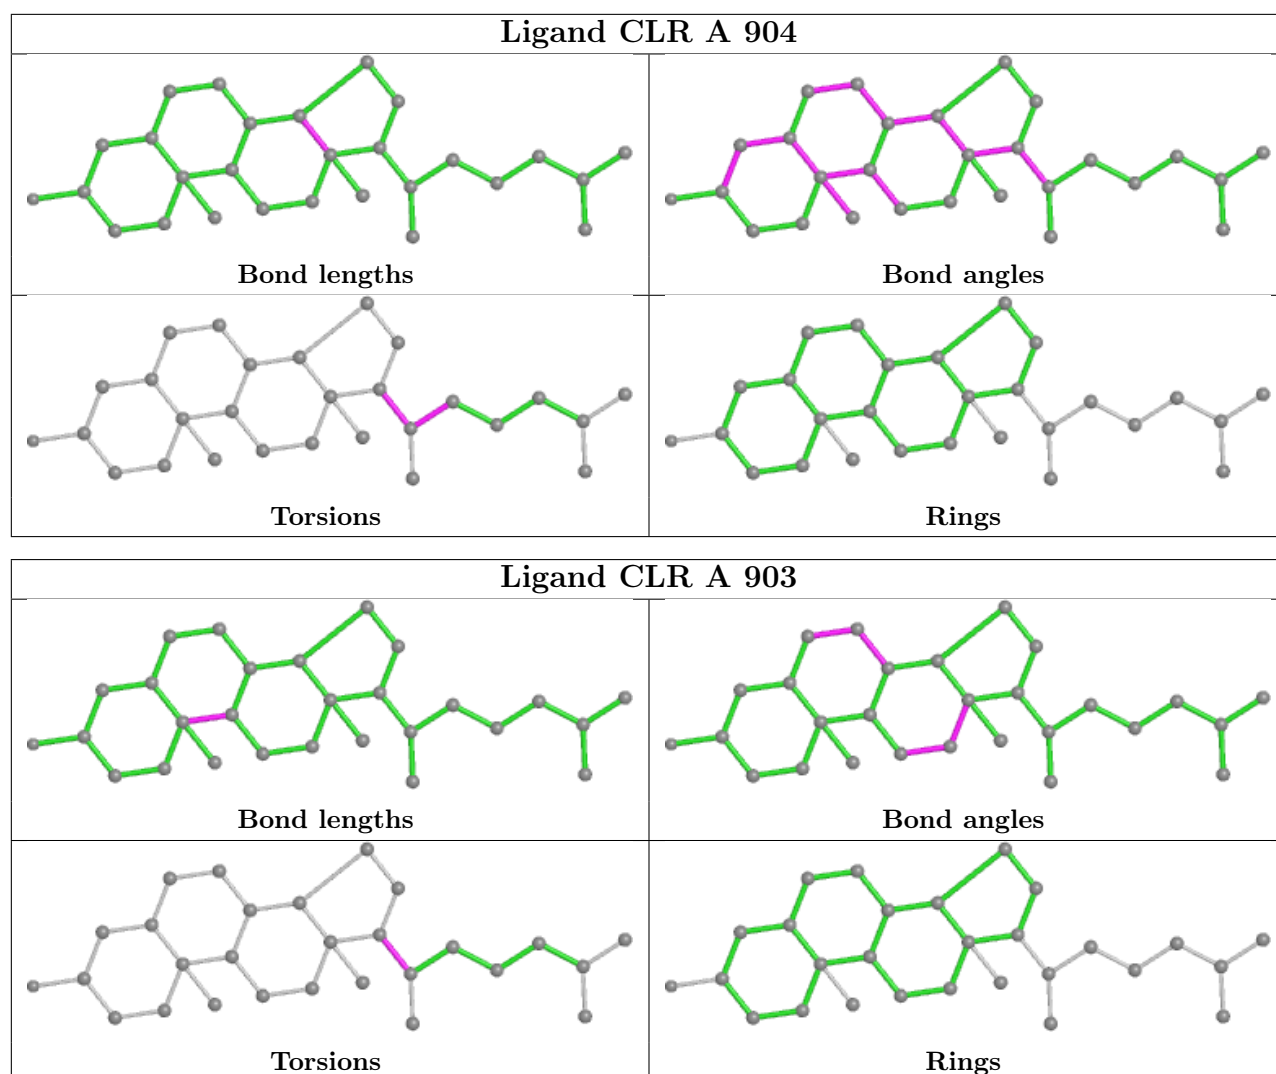 Ligand CLR A 904
Bond lengths
Bond angles
Torsions
Rings
Ligand CLR A 903
Bond lengths
Bond angles
Torsions
Rings